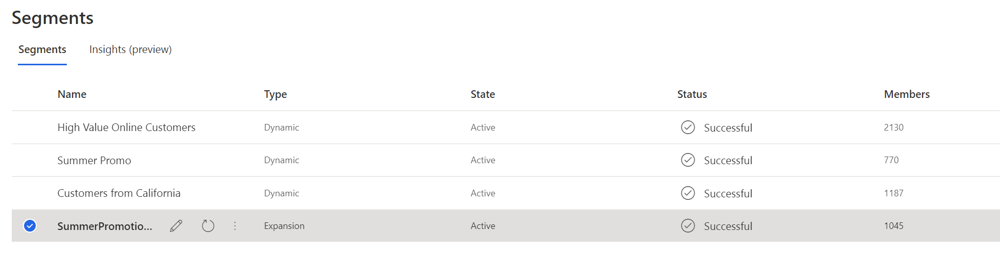 Segments
Segments Insights (preview)
Name Type State Status Members
High Value Online Customers Dynamic Active Successful 2130
Summer Promo Dynamic Active Successful 770
Customers from California Dynamic Active Successful 1187
SummerPromotio... Expansion Active Successful 1045